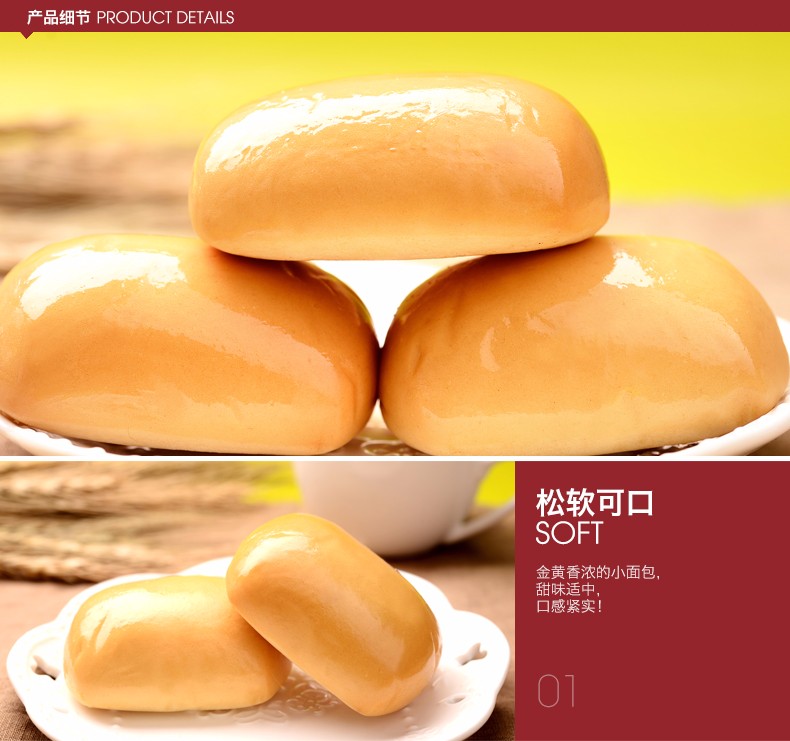 产品细节 PRODUCT DETAILS
松软可口
SOFT
金黄香浓的小面包，
甜味适中，
口感紧实！
01